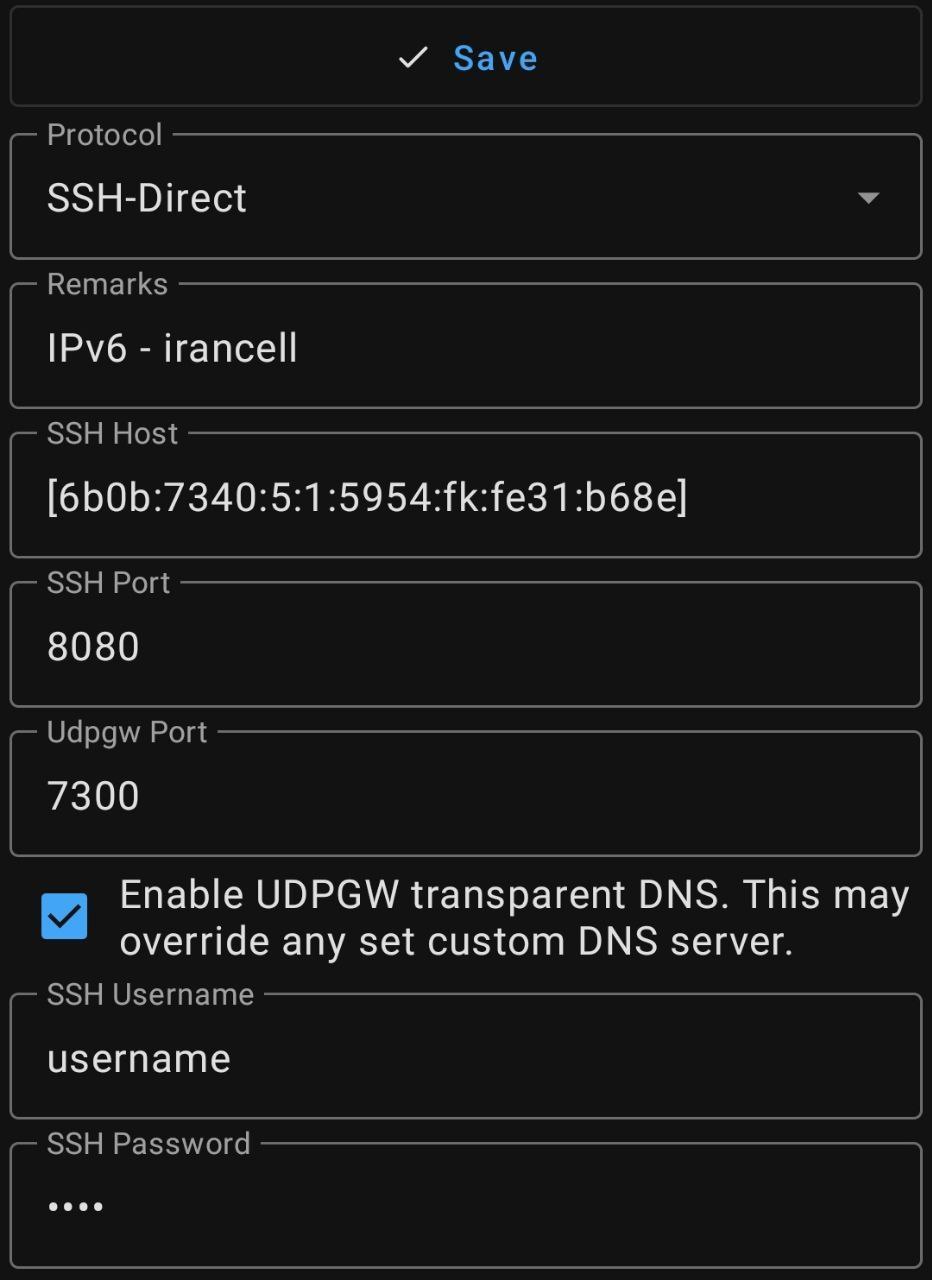 Save
Protocol
SSH-Direct
Remarks
IPv6 - irancell
SSH Host
[6b0b:7340:5:1:5954:fk:fe31:b68e]
SSH Port
8080
Udpgw Port
7300
Enable UDPGW transparent DNS. This may
override any set custom DNS server.
SSH Username
username
SSH Password
••••